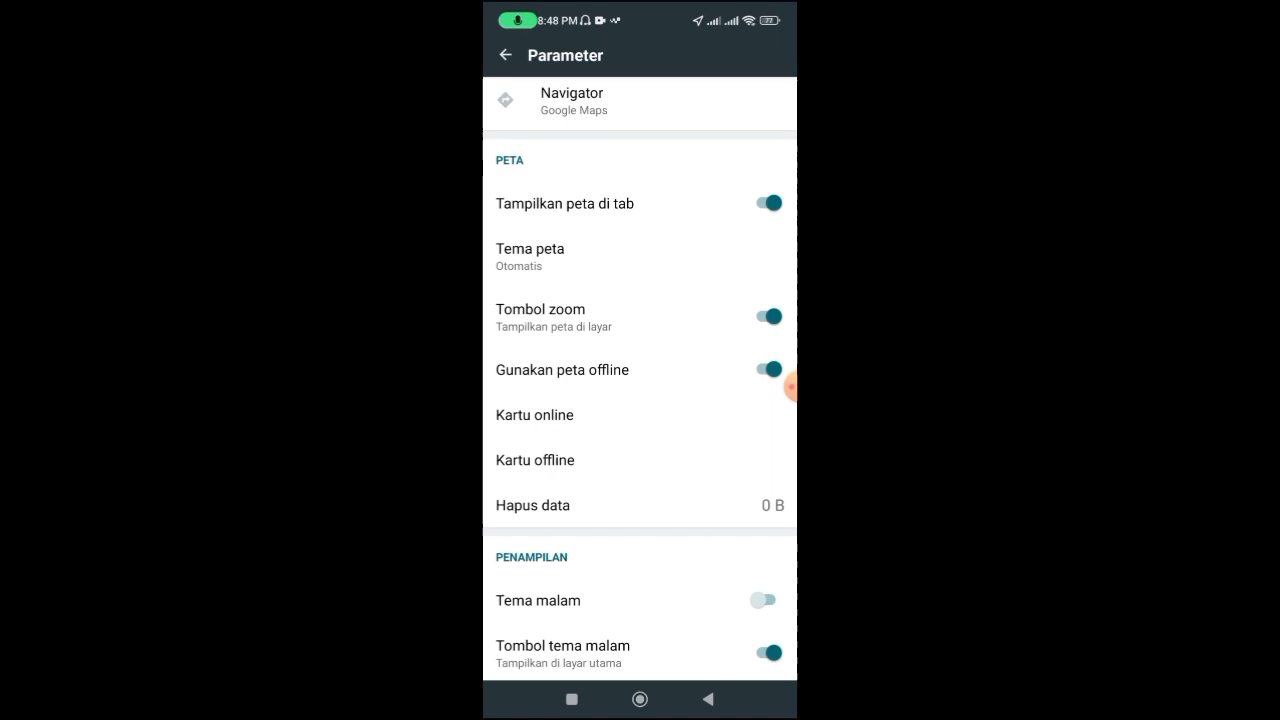 8:48 PM
77
Parameter
Navigator
Google Maps
PETA
Tampilkan peta di tab
Tema peta
Otomatis
Tombol zoom
Tampilkan peta di layar
Gunakan peta offline
Kartu online
Kartu offline
Hapus data 0 B
PENAMPILAN
Tema malam
Tombol tema malam
Tampilkan di layar utama